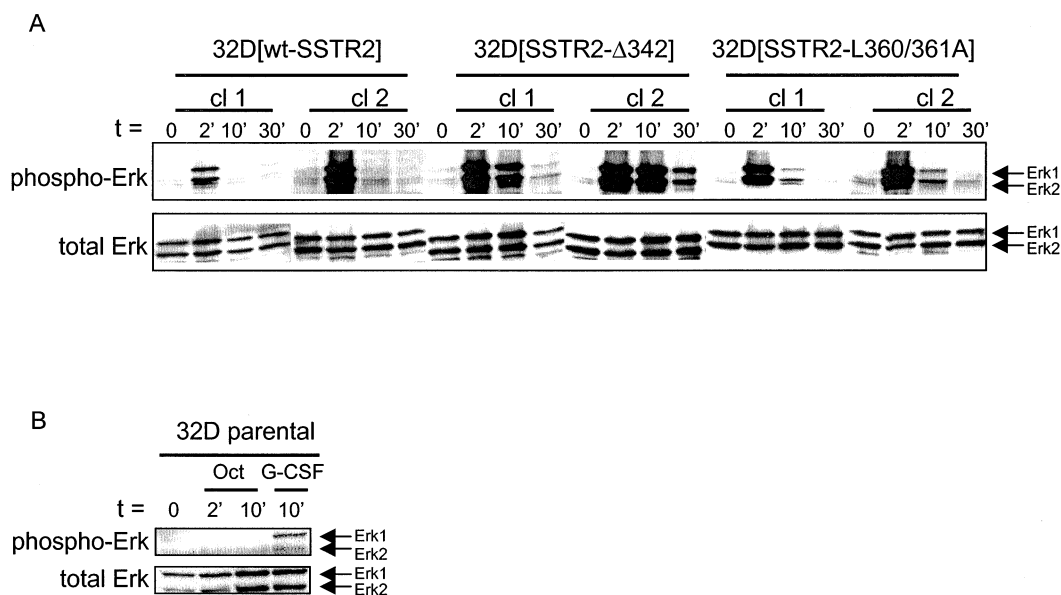 A
32D[wt-SSTR2] 32D[SSTR2-Δ342] 32D[SSTR2-L360/361A]
cl 1 cl 2 cl 1 cl 2 cl 1 cl 2
t = 0 2' 10' 30' 0 2' 10' 30' 0 2' 10' 30' 0 2' 10' 30' 0 2' 10' 30' 0 2' 10' 30'
phospho-Erk Erk1
Erk2
total Erk Erk1
Erk2
B
32D parental
Oct G-CSF
t = 0 2' 10' 10'
phospho-Erk Erk1
Erk2
total Erk Erk1
Erk2